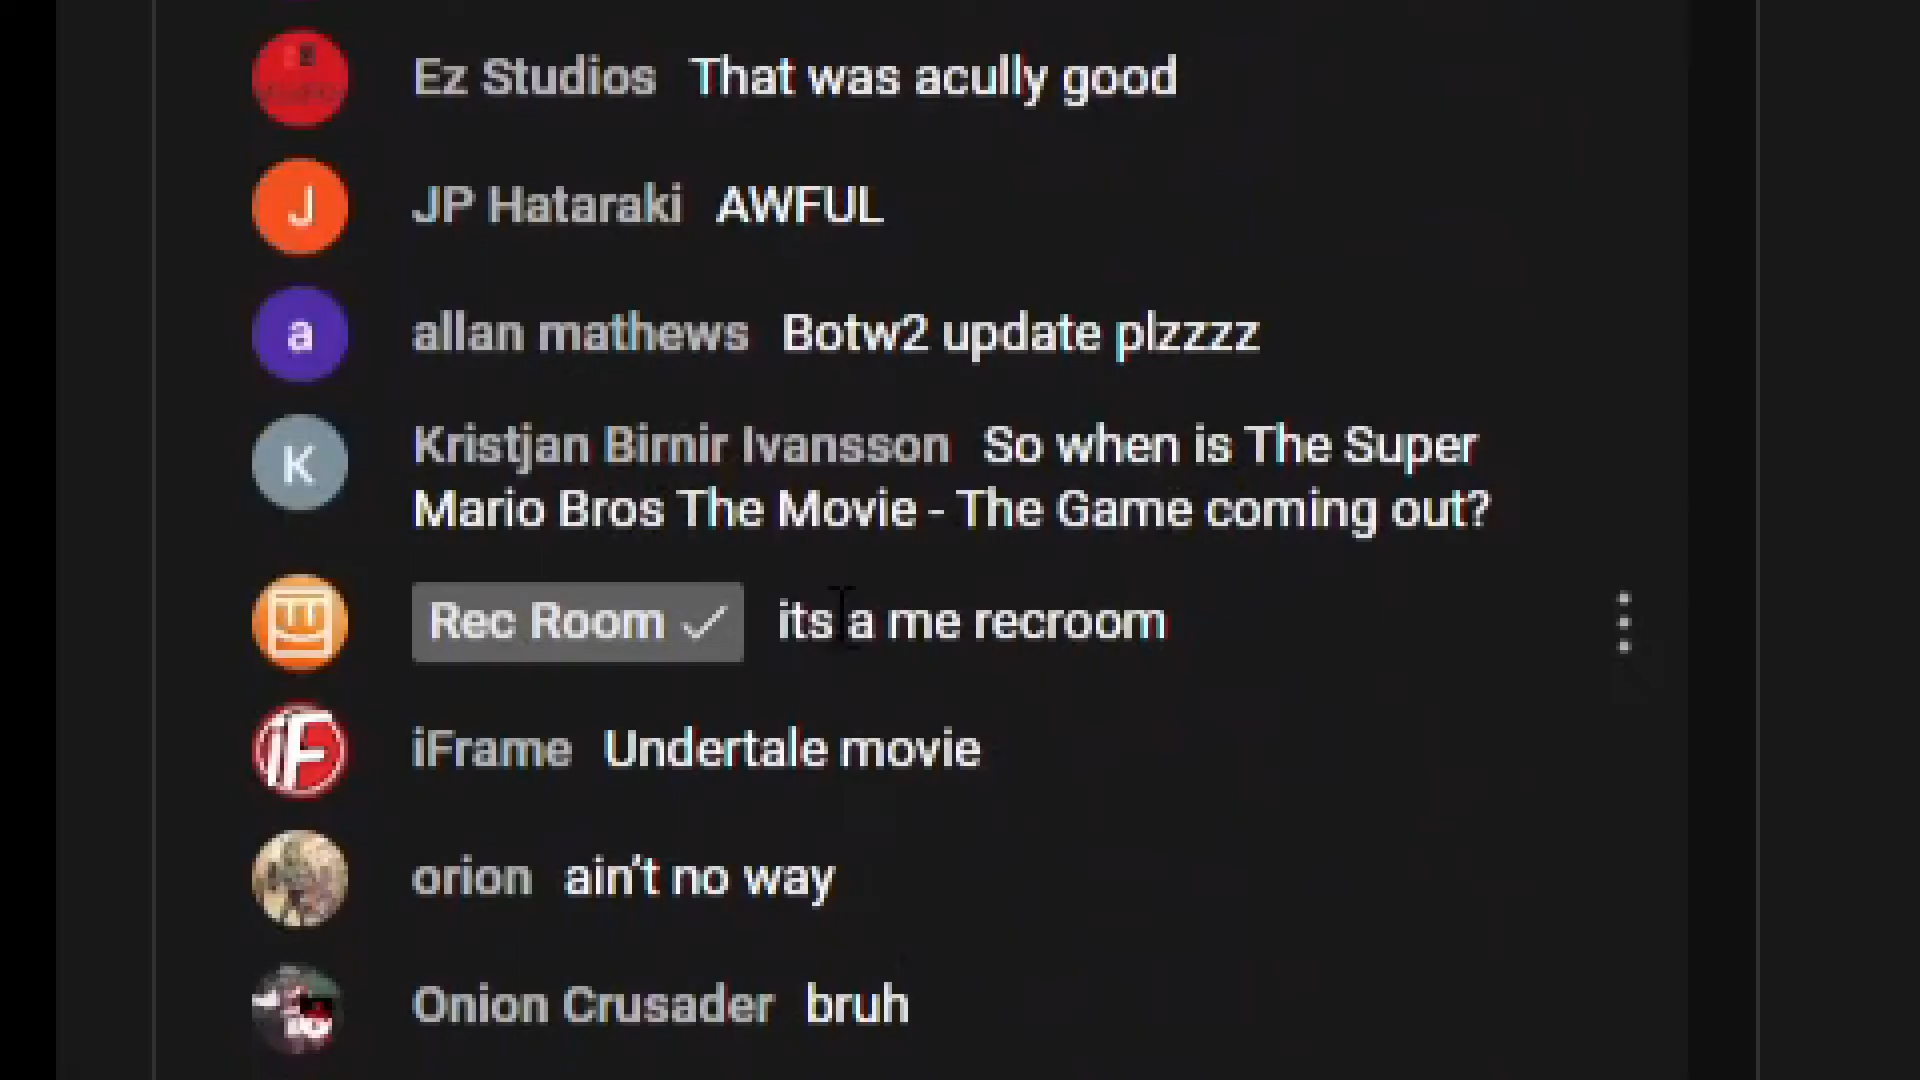 Ez Studios That was acully good
J JP Hataraki AWFUL
a allan mathews Botw2 update plzzzz
K Kristjan Birnir Ivansson So when is The Super
Mario Bros The Movie - The Game coming out?
Rec Room ✓ its a me recroom
iF iFrame Undertale movie
orion ain't no way
Onion Crusader bruh